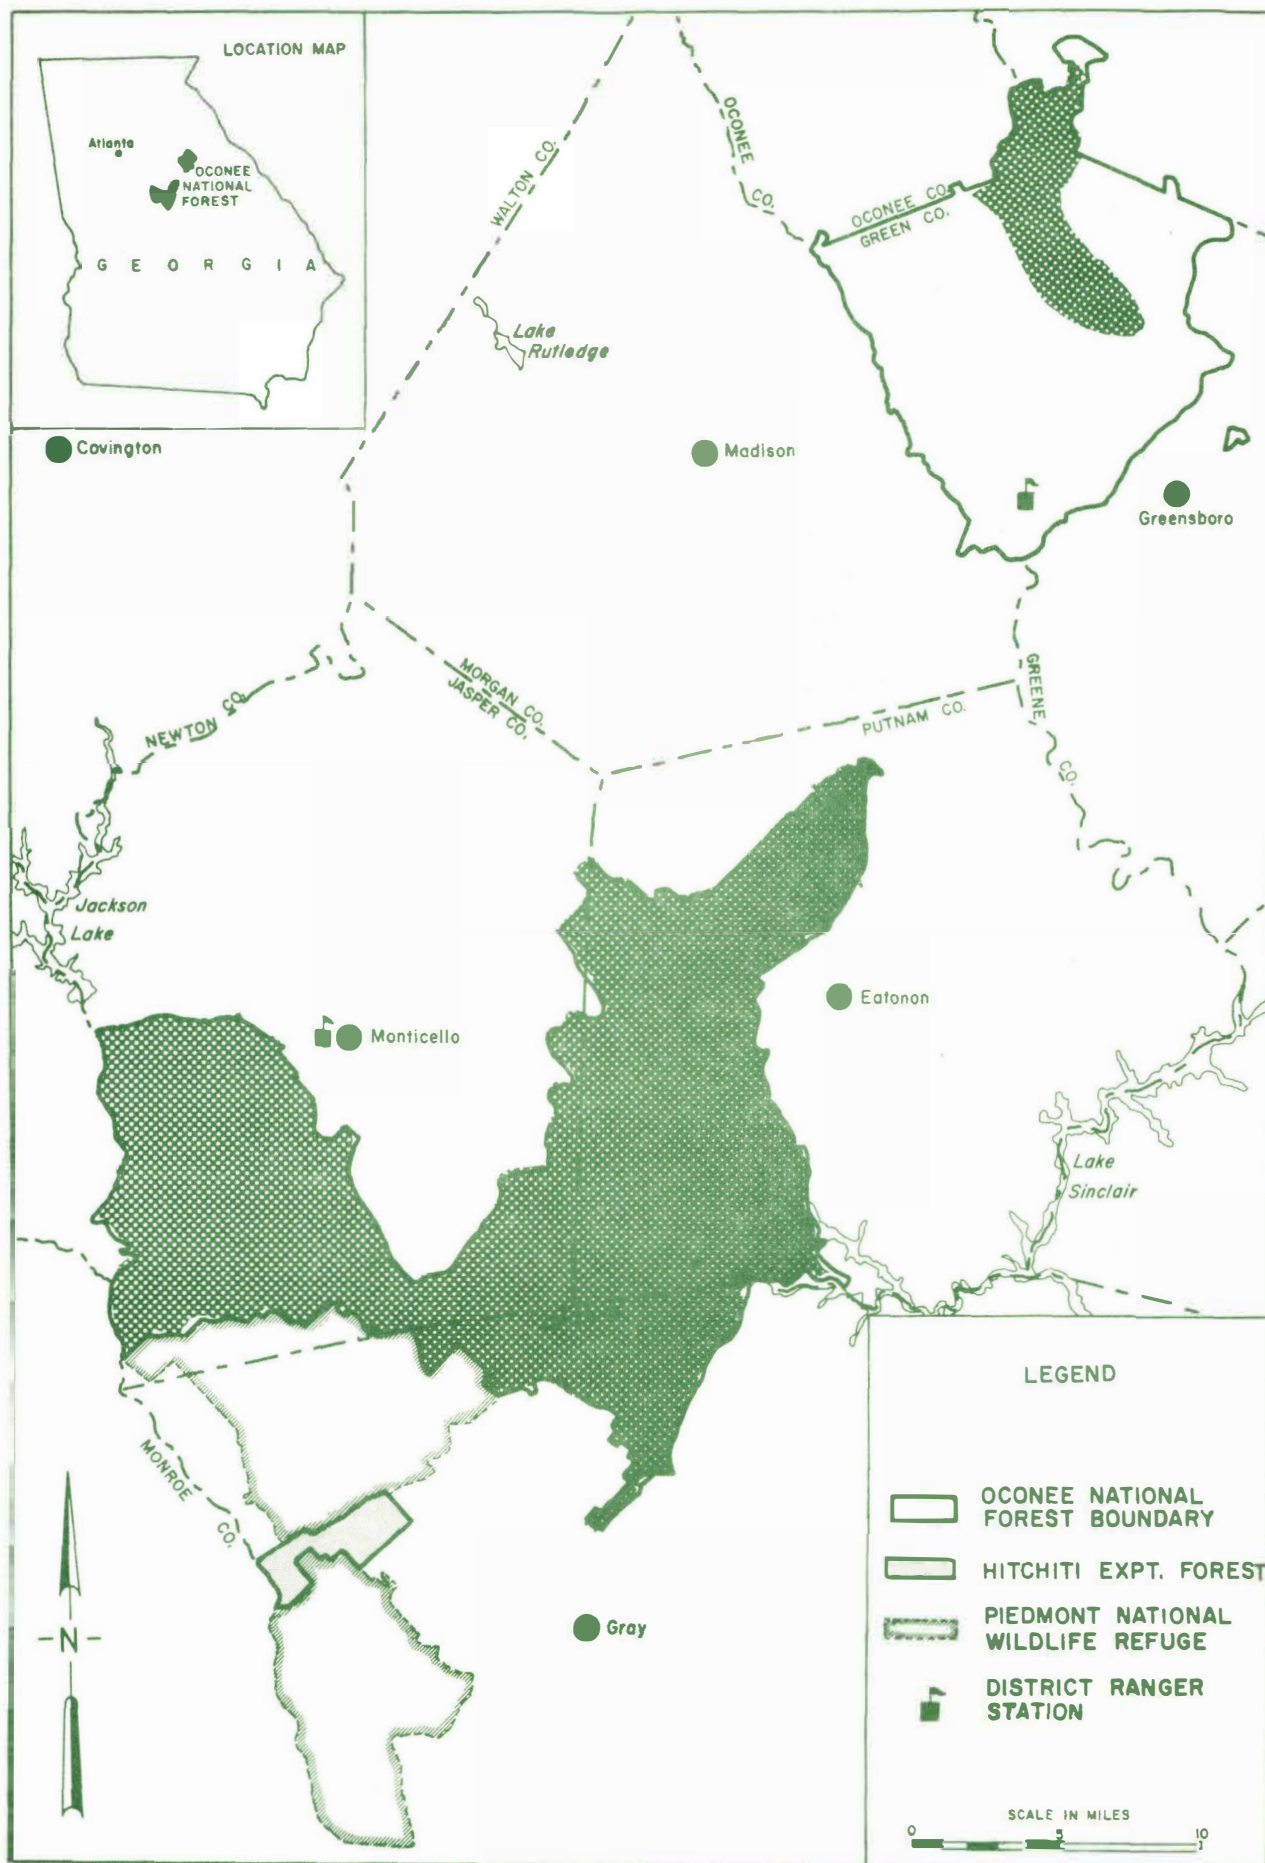 LOCATION MAP
Atlanta
OCONEE
NATIONAL
FOREST
G E O R G I A
WALTON CO.
OCONEE
CO.
OCONEE CO.
GREEN CO.
Lake
Rutledge
Covington
Madison
Greensboro
MORGAN CO.
JASPER CO.
NEWTON CO.
PUTNAM CO.
GREENE
CO.
Jackson
Lake
Eatonon
Monticello
Lake
Sinclair
MONROE
CO.
Gray
N
LEGEND
OCONEE NATIONAL
FOREST BOUNDARY
HITCHITI EXPT. FOREST
PIEDMONT NATIONAL
WILDLIFE REFUGE
DISTRICT RANGER
STATION
SCALE IN MILES
0 5 10